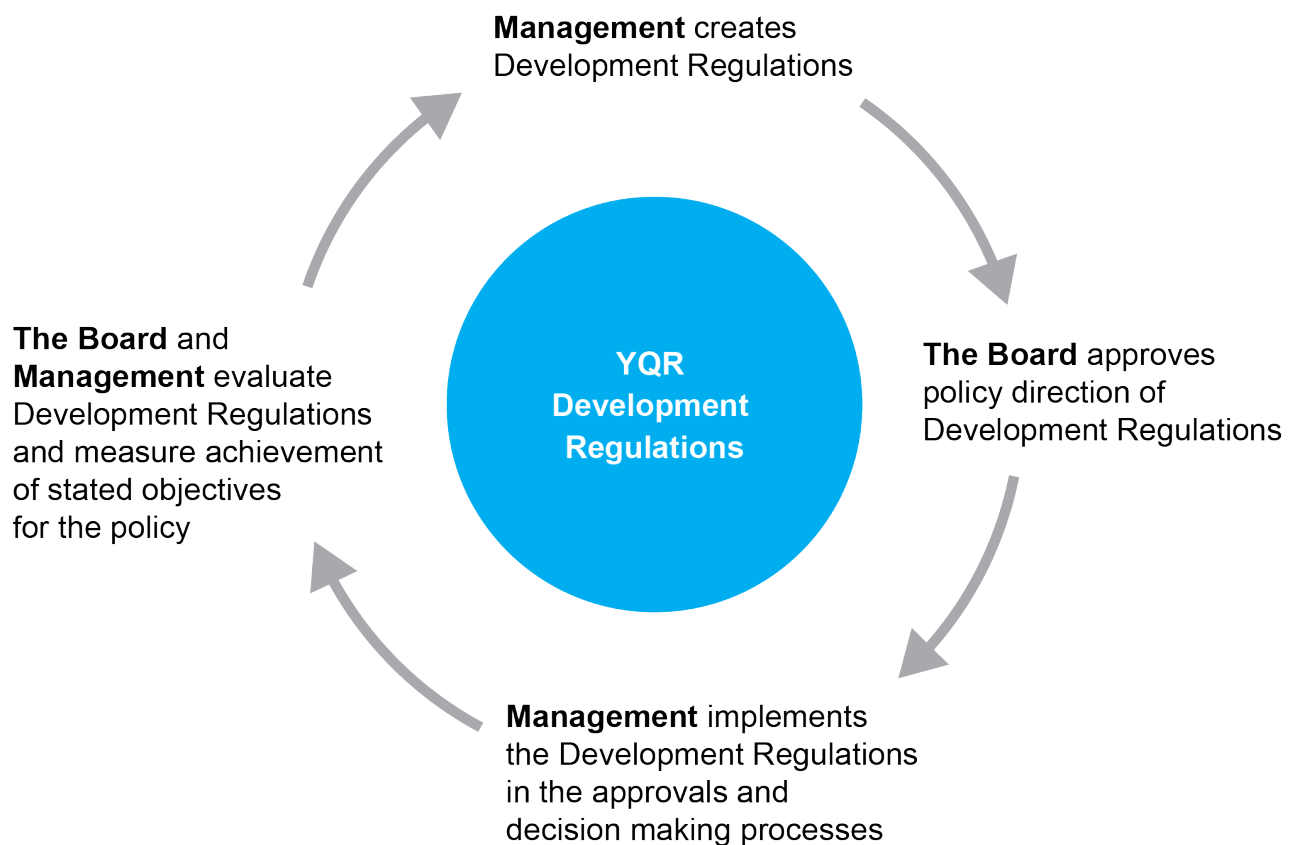 Management creates
Development Regulations
The Board approves
policy direction of
Development Regulations
Management implements
the Development Regulations
in the approvals and
decision making processes
The Board and
Management evaluate
Development Regulations
and measure achievement
of stated objectives
for the policy
YQR
Development
Regulations